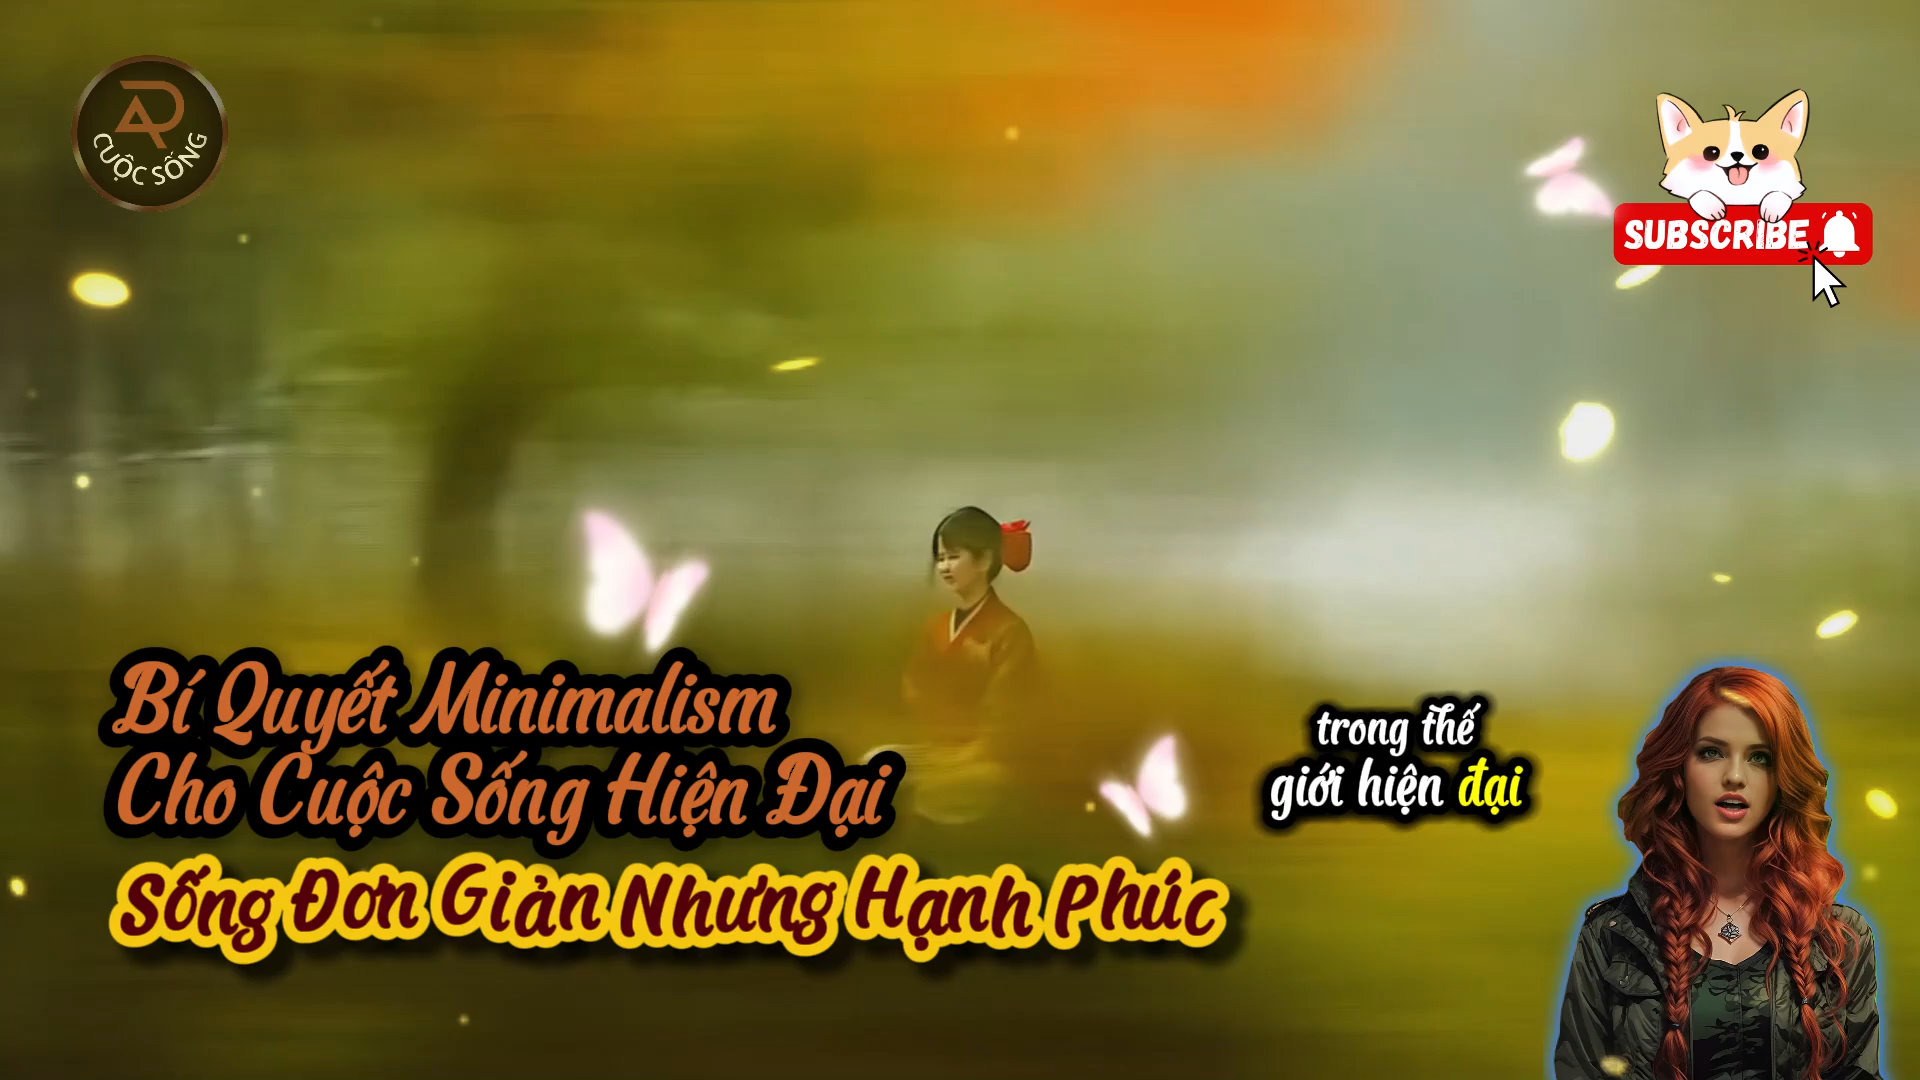 CUỘC SỐNG
SUBSCRIBE
Bí Quyết Minimalism
Cho Cuộc Sống Hiện Đại
Sống Đơn Giản Nhưng Hạnh Phúc
trong thế
giới hiện đại